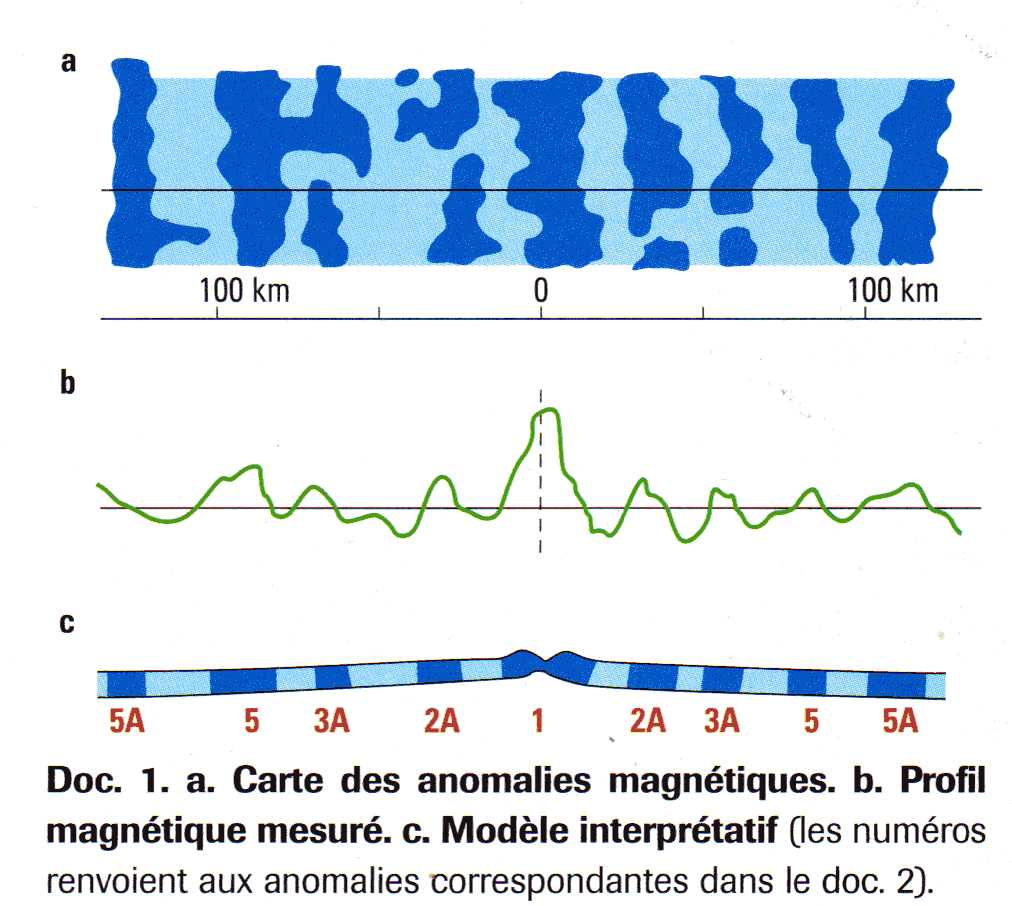 a
100 km 0 100 km
b
c
5A 5 3A 2A 1 2A 3A 5 5A
Doc. 1. a. Carte des anomalies magnétiques. b. Profil
magnétique mesuré. c. Modèle interprétatif (les numéros
renvoient aux anomalies correspondantes dans le doc. 2).